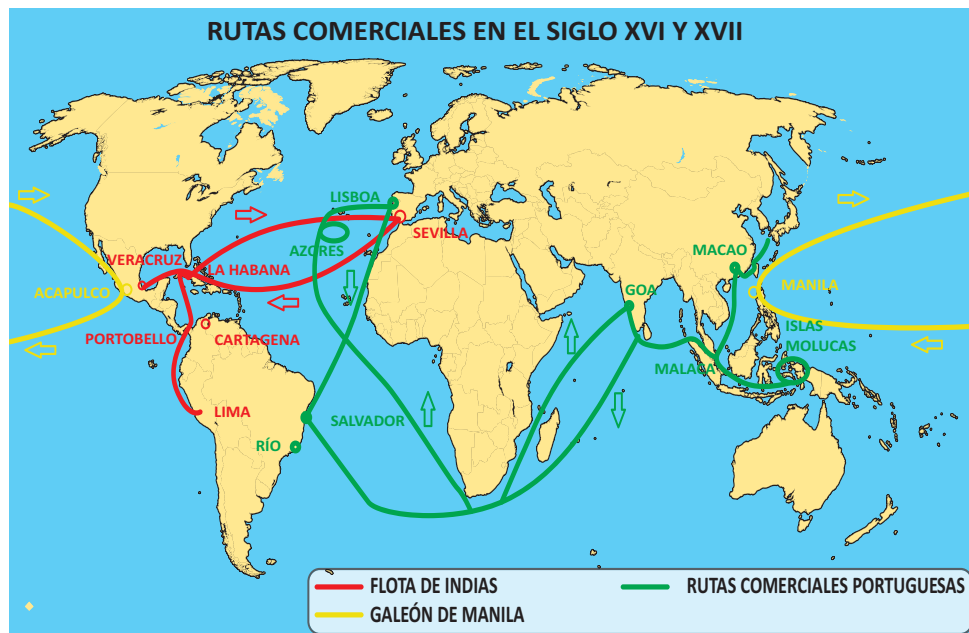 RUTAS COMERCIALES EN EL SIGLO XVI Y XVII
LISBOA
SEVILLA
AZORES
MACAO
VERACRUZ
LA HABANA
GOA
MANILA
ACAPULCO
PORTOBELLO
CARTAGENA
ISLAS
MOLUCAS
MALACA
LIMA
SALVADOR
RÍO
FLOTA DE INDIAS
RUTAS COMERCIALES PORTUGUESAS
GALEÓN DE MANILA